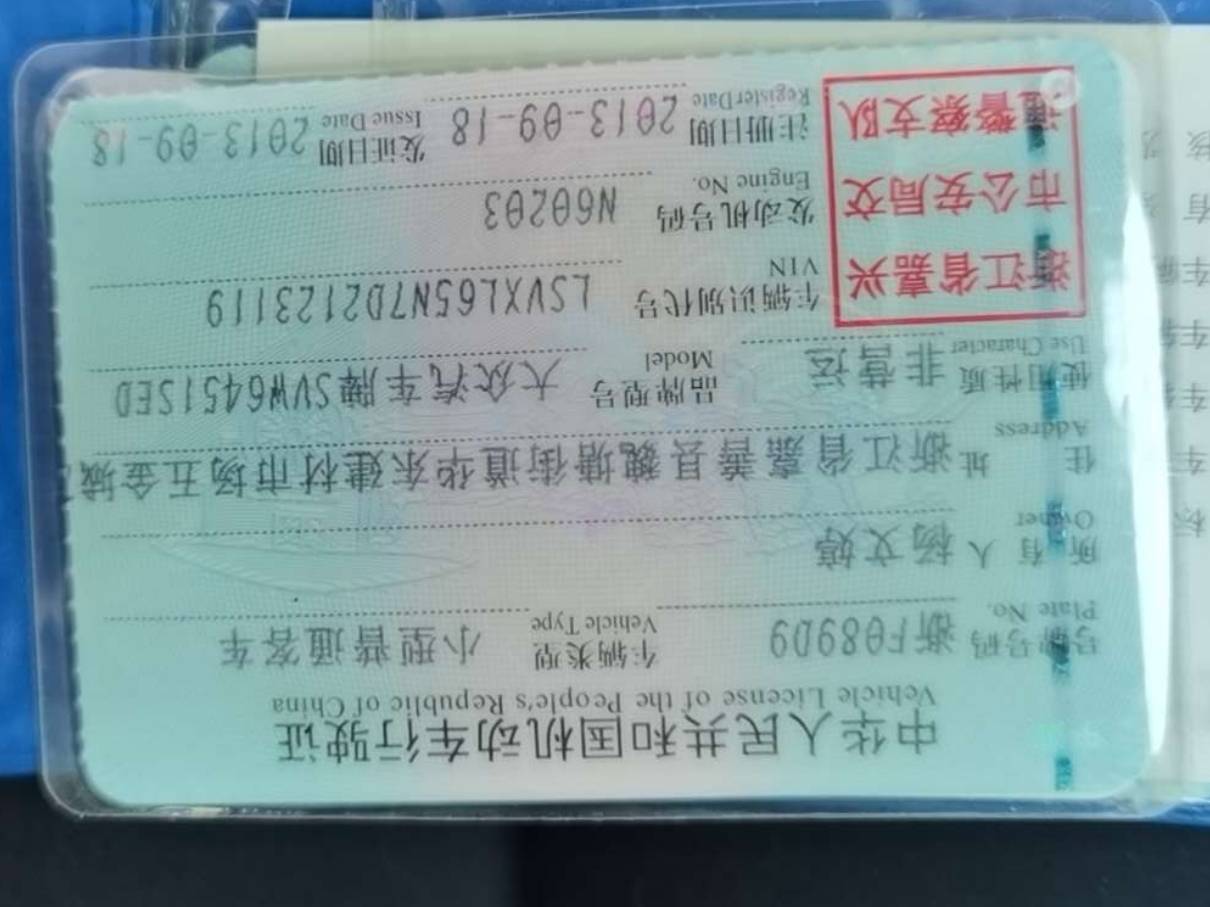 中华人民共和国机动车行驶证
Vehicle License of the People's Republic of China
号牌号码 浙F089D9 车辆类型 小型普通客车
Plate No. Vehicle Type
所有人 杨文婷
Owner
住址 浙江省嘉善县魏塘街道华东建材市场五金城
Address
使用性质 非营运 品牌型号 大众汽车牌SVW6451SED
Use Character Model
浙江省嘉兴
市公安局交
通警察支队
车辆识别代号 LSVXL65N7D2123119
VIN
发动机号码 N60203
Engine No.
注册日期 2013-09-18 发证日期 2013-09-18
Register Date Issue Date